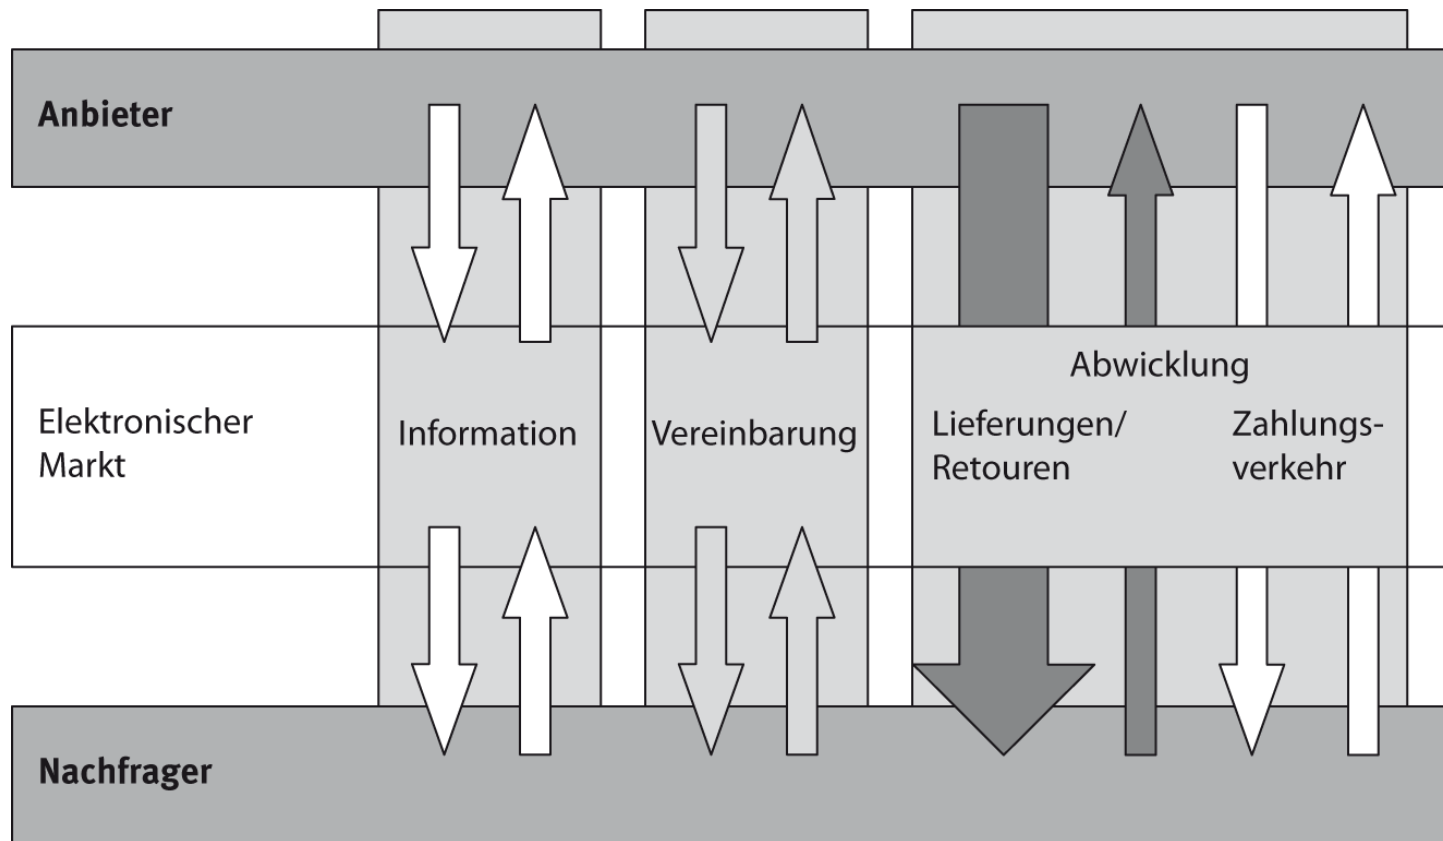 Anbieter
Abwicklung
Elektronischer
Markt
Information
Vereinbarung
Lieferungen/
Retouren
Zahlungs-
verkehr
Nachfrager